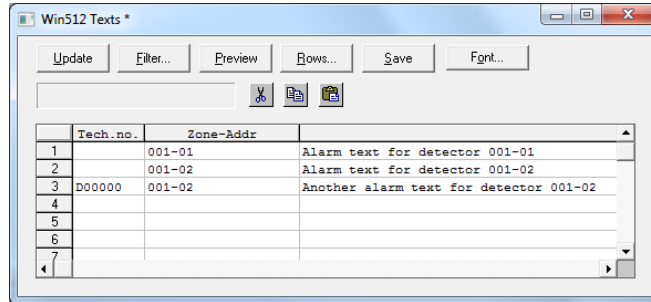 Win512 Texts *
Update Filter... Preview Rows... Save Font...
Tech.no. Zone-Addr
1 001-01 Alarm text for detector 001-01
2 001-02 Alarm text for detector 001-02
3 D00000 001-02 Another alarm text for detector 001-02
4
5
6
7